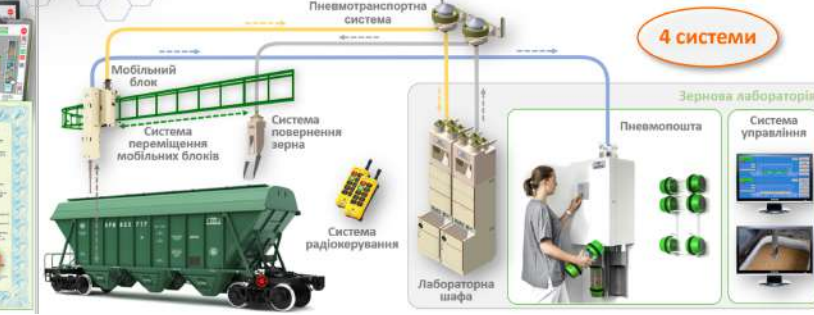 Пневмотранспортна
система
4 системи
Мобільний
блок
Зернова лабораторія
Система
переміщення
мобільних блоків
Система
повернення
зерна
Пневмопошта
Система
управління
Система
радіокерування
Лабораторна
шафа